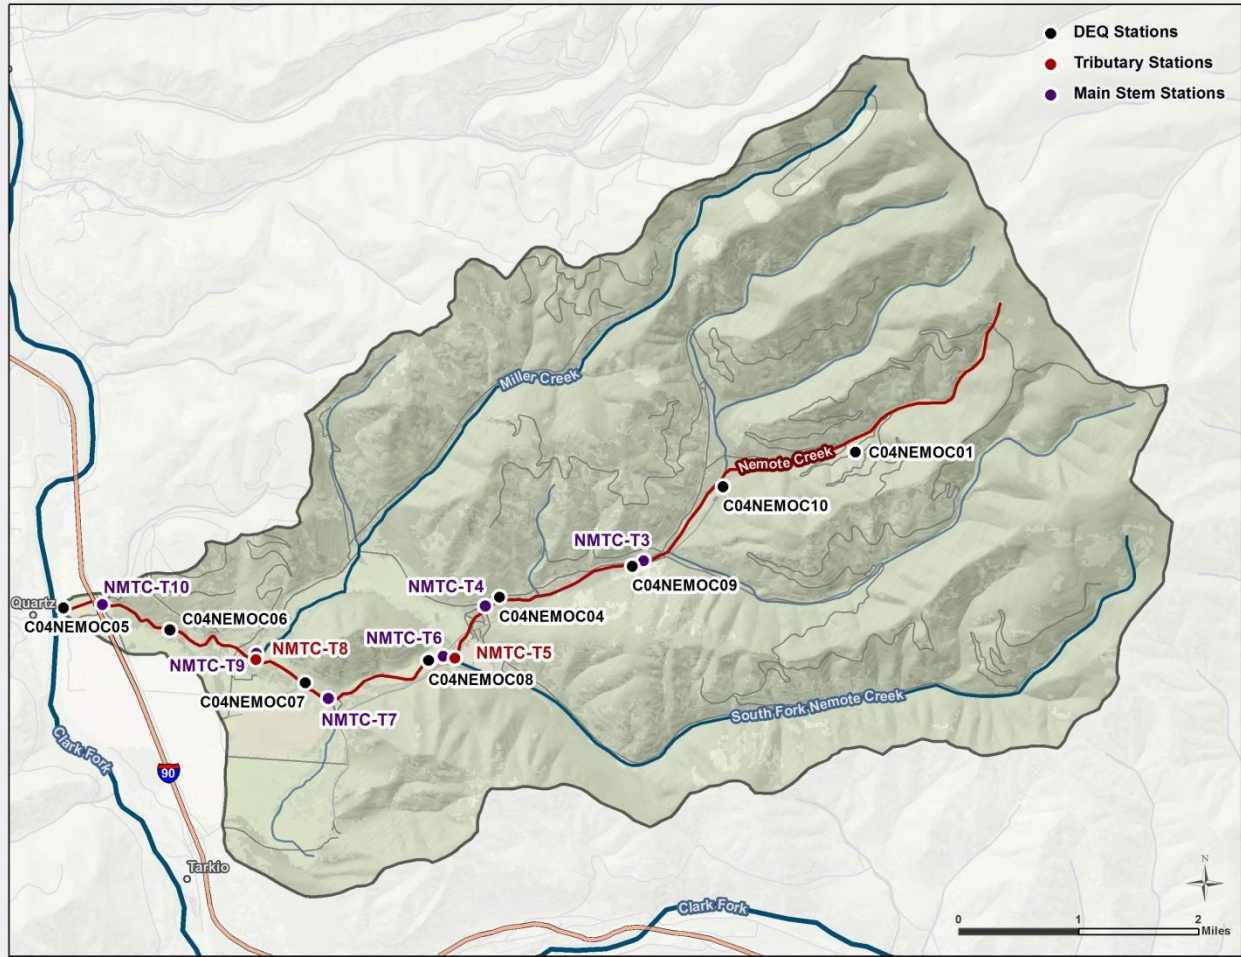 DEQ Stations
Tributary Stations
Main Stem Stations
Miller Creek
Nemote Creek
C04NEMOC01
C04NEMOC10
NMTC-T3
C04NEMOC09
NMTC-T4
C04NEMOC04
NMTC-T10
Quartz
C04NEMOC05
C04NEMOC06
NMTC-T6
NMTC-T8
NMTC-T5
NMTC-T9
C04NEMOC08
C04NEMOC07
NMTC-T7
South Fork Nemote Creek
Clark Fork
90
Tarkio
N
Clark Fork
0 1 2
Miles